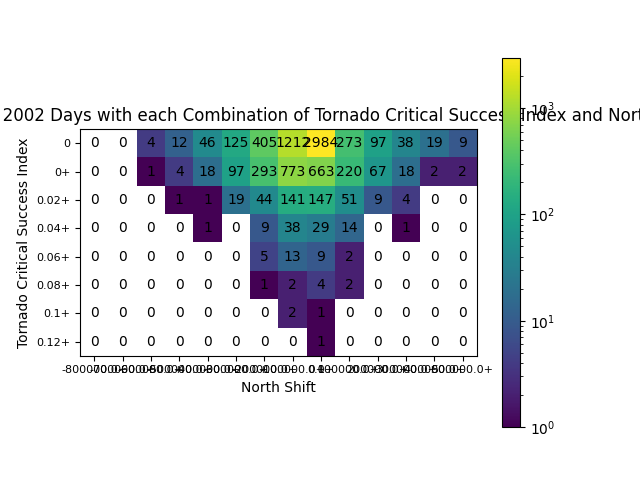 2002 Days with each Combination of Tornado Critical Success Index and Nor
Tornado Critical Success Index
0 0 0 4 12 46 125 405 1212 2984 273 97 38 19 9
0+ 0 0 1 4 18 97 293 773 663 220 67 18 2 2
0.02+ 0 0 0 1 1 19 44 141 147 51 9 4 0 0
0.04+ 0 0 0 0 1 0 9 38 29 14 0 1 0 0
0.06+ 0 0 0 0 0 0 5 13 9 2 0 0 0 0
0.08+ 0 0 0 0 0 0 1 2 4 2 0 0 0 0
0.1+ 0 0 0 0 0 0 0 2 1 0 0 0 0 0
0.12+ 0 0 0 0 0 0 0 0 1 0 0 0 0 0
North Shift
10³
10²
10¹
10⁰